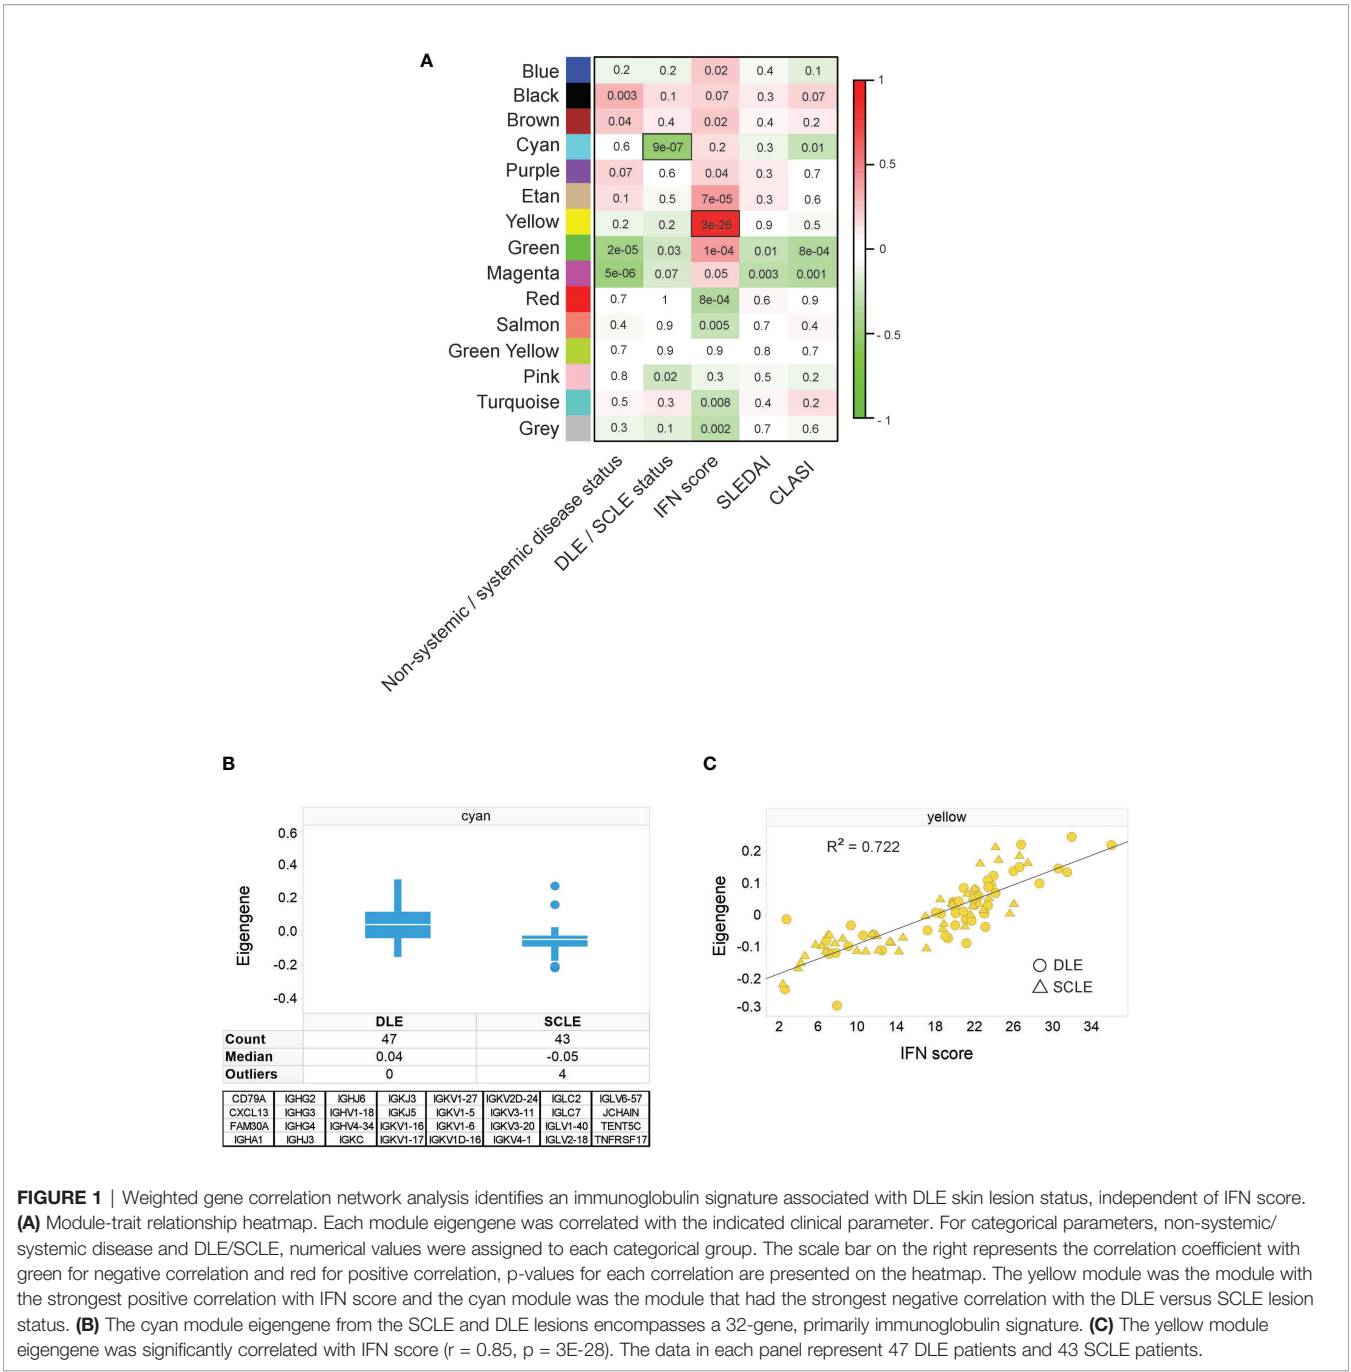 A
Blue 0.2 0.2 0.02 0.4 0.1
Black 0.003 0.1 0.07 0.3 0.07
Brown 0.04 0.4 0.02 0.4 0.2
Cyan 0.6 9e-07 0.2 0.3 0.01
Purple 0.07 0.6 0.04 0.3 0.7
Etan 0.1 0.5 7e-05 0.3 0.6
Yellow 0.2 0.2 3e-26 0.9 0.5
Green 2e-05 0.03 1e-04 0.01 8e-04
Magenta 5e-06 0.07 0.05 0.003 0.001
Red 0.7 1 8e-04 0.6 0.9
Salmon 0.4 0.9 0.005 0.7 0.4
Green Yellow 0.7 0.9 0.9 0.8 0.7
Pink 0.8 0.02 0.3 0.5 0.2
Turquoise 0.5 0.3 0.008 0.4 0.2
Grey 0.3 0.1 0.002 0.7 0.6
1
0.5
0
- 0.5
- 1
Non-systemic / systemic disease status
DLE / SCLE status
IFN score
SLEDAI
CLASI
B
cyan
Eigengene
0.6
0.4
0.2
0.0
-0.2
-0.4
DLE SCLE
Count 47 43
Median 0.04 -0.05
Outliers 0 4
CD79A IGHG2 IGHJ6 IGKJ3 IGKV1-27 IGKV2D-24 IGLC2 IGLV6-57
CXCL13 IGHG3 IGHV1-18 IGKJ5 IGKV1-5 IGKV3-11 IGLC7 JCHAIN
FAM30A IGHG4 IGHV4-34 IGKV1-16 IGKV1-6 IGKV3-20 IGLV1-40 TENT5C
IGHA1 IGHJ3 IGKC IGKV1-17 IGKV1D-16 IGKV4-1 IGLV2-18 TNFRSF17
C
yellow
R² = 0.722
Eigengene
0.2
0.1
0
-0.1
-0.2
-0.3
DLE
SCLE
2 6 10 14 18 22 26 30 34
IFN score
FIGURE 1 | Weighted gene correlation network analysis identifies an immunoglobulin signature associated with DLE skin lesion status, independent of IFN score.
(A) Module-trait relationship heatmap. Each module eigengene was correlated with the indicated clinical parameter. For categorical parameters, non-systemic/
systemic disease and DLE/SCLE, numerical values were assigned to each categorical group. The scale bar on the right represents the correlation coefficient with
green for negative correlation and red for positive correlation, p-values for each correlation are presented on the heatmap. The yellow module was the module with
the strongest positive correlation with IFN score and the cyan module was the module that had the strongest negative correlation with the DLE versus SCLE lesion
status. (B) The cyan module eigengene from the SCLE and DLE lesions encompasses a 32-gene, primarily immunoglobulin signature. (C) The yellow module
eigengene was significantly correlated with IFN score (r = 0.85, p = 3E-28). The data in each panel represent 47 DLE patients and 43 SCLE patients.